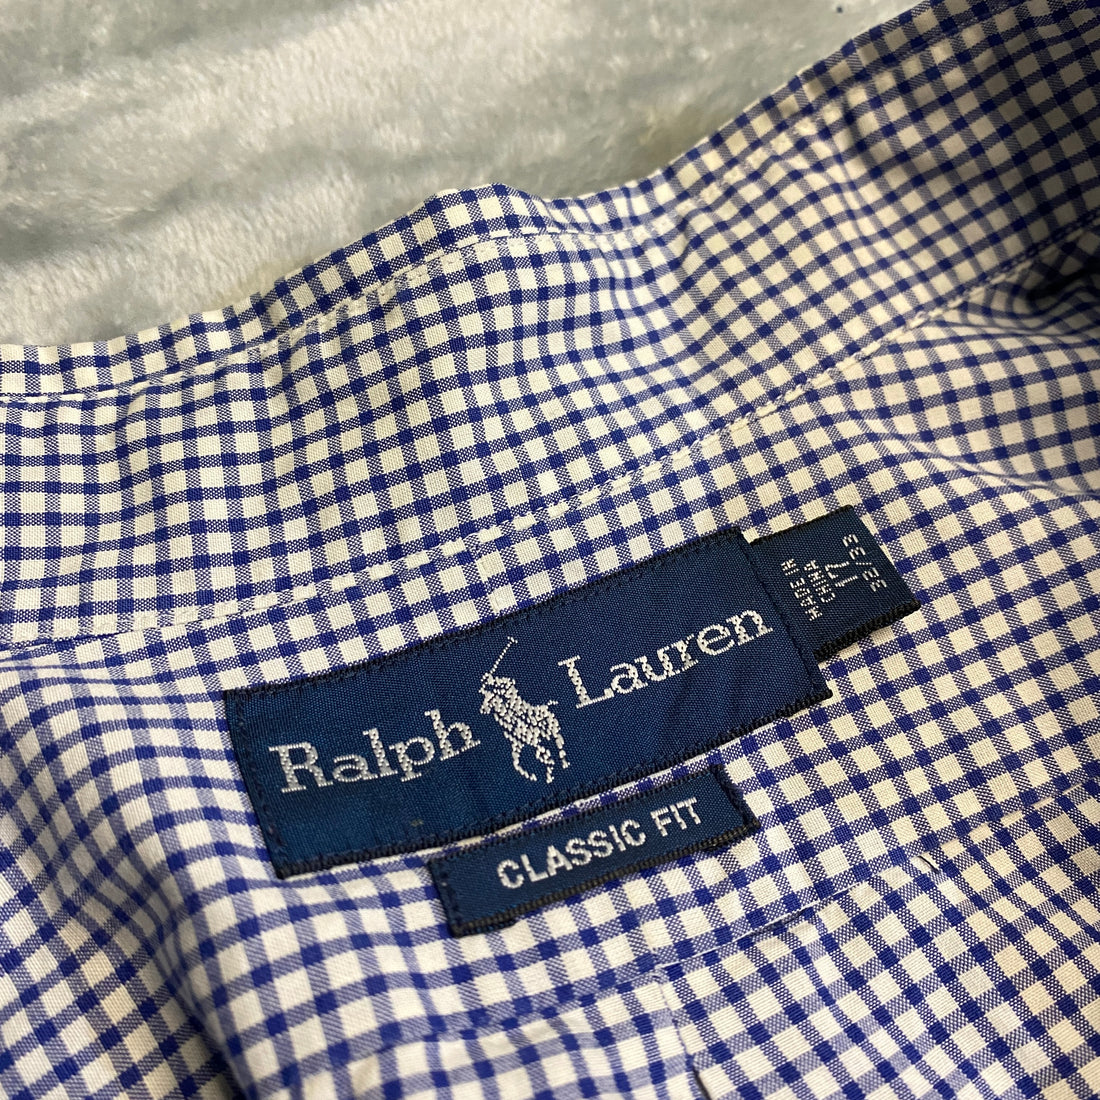 Ralph Lauren
CLASSIC FIT
MADE IN
CHINA
17
32/33